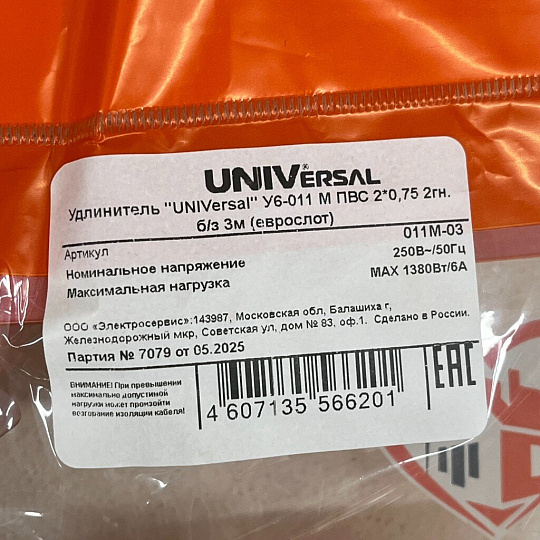 UNIVERSAL®
Удлинитель "UNIVersal" У6-011 М ПВС 2*0,75 2гн.
б/з 3м (еврослот)
Артикул 011М-03
Номинальное напряжение 250В~/50Гц
Максимальная нагрузка МАХ 1380Вт/6А
ООО «Электросервис»:143987, Московская обл, Балашиха г,
Железнодорожный мкр, Советская ул, дом № 83, оф.1. Сделано в России.
Партия № 7079 от 05.2025
ВНИМАНИЕ! При превышении
максимально допустимой
нагрузки может произойти
возгорание изоляции кабеля!
4 607135 566201
EAC